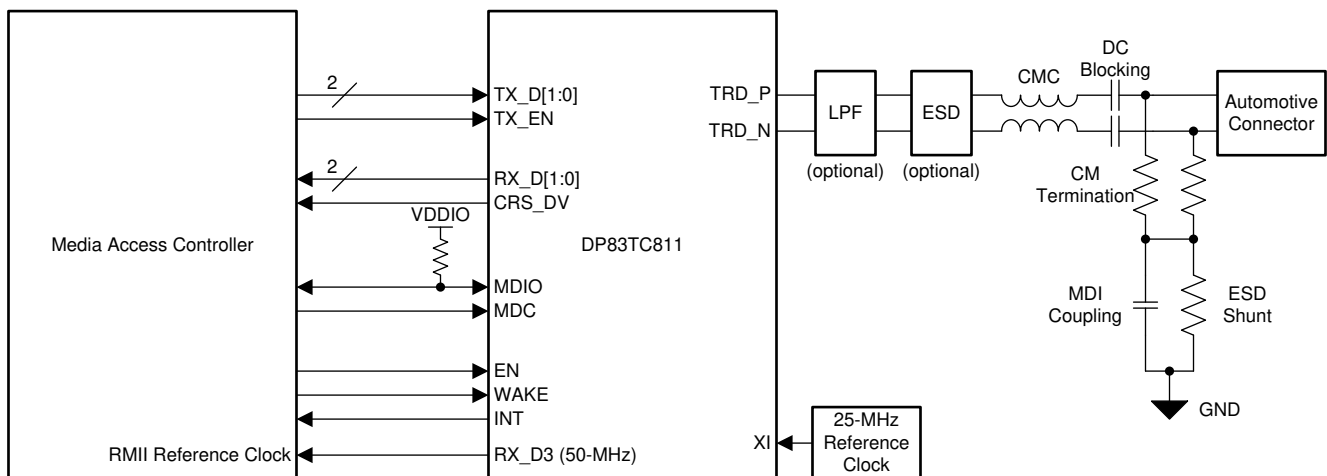 Media Access Controller
RMII Reference Clock
2
2
VDDIO
DP83TC811
TX_D[1:0]
TX_EN
RX_D[1:0]
CRS_DV
MDIO
MDC
EN
WAKE
INT
RX_D3 (50-MHz)
TRD_P
TRD_N
XI
LPF
(optional)
ESD
(optional)
CMC
DC
Blocking
Automotive
Connector
CM
Termination
MDI
Coupling
ESD
Shunt
GND
25-MHz
Reference
Clock